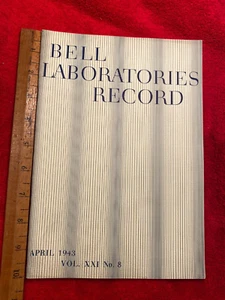 BELL
LABORATORIES
RECORD
APRIL 1943
VOL. XXI No. 8